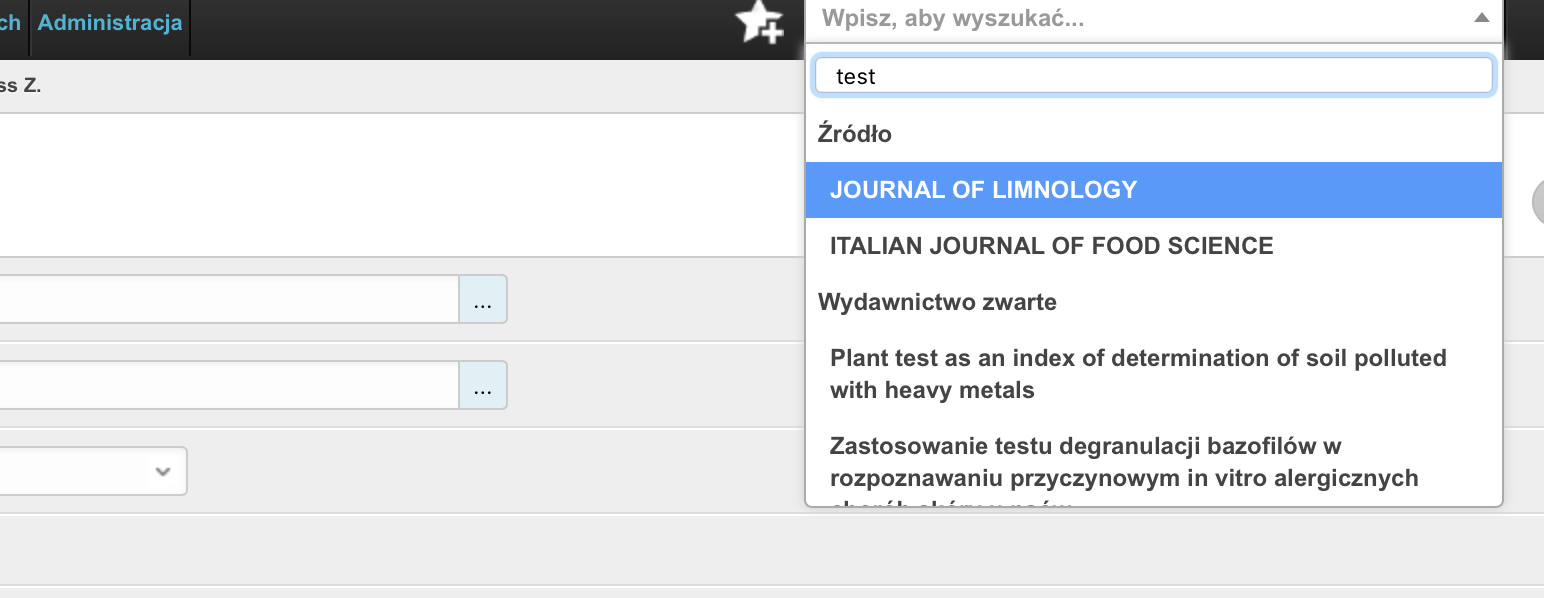 ch Administracja
Wpisz, aby wyszukać...
ss Z.
test
Źródło
JOURNAL OF LIMNOLOGY
ITALIAN JOURNAL OF FOOD SCIENCE
...
Wydawnictwo zwarte
Plant test as an index of determination of soil polluted
with heavy metals
...
Zastosowanie testu degranulacji bazofilów w
rozpoznawaniu przyczynowym in vitro alergicznych